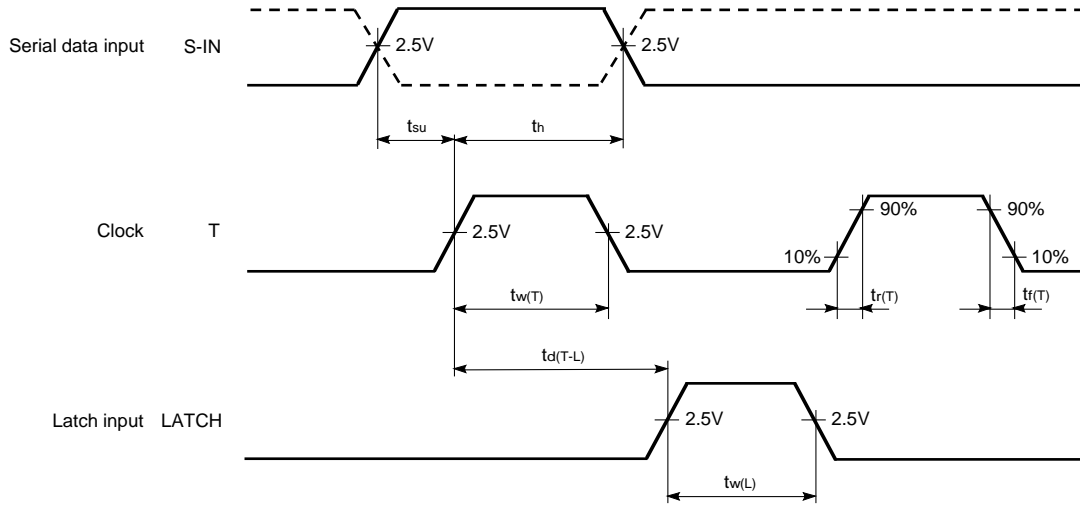 Serial data input S-IN
2.5V 2.5V
tsu th
Clock T
2.5V 2.5V
90% 90%
10% 10%
tw(T) tr(T) tf(T)
td(T-L)
Latch input LATCH
2.5V 2.5V
tw(L)